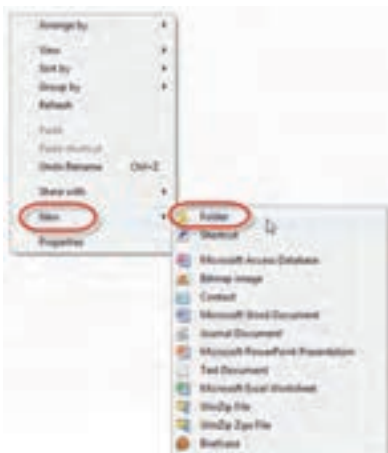 Arrange by
View
Sort by
Group by
Refresh
Paste
Paste shortcut
Undo Rename Ctrl+Z
Share with
New
Properties
Folder
Shortcut
Microsoft Access Database
Bitmap image
Contact
Microsoft Word Document
Journal Document
Microsoft PowerPoint Presentation
Text Document
Microsoft Excel Worksheet
WinZip File
WinZip Zipx File
Briefcase